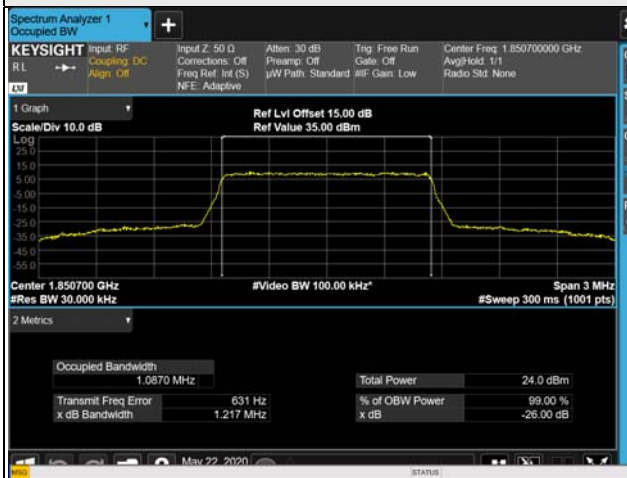 Spectrum Analyzer 1
Occupied BW
+
KEYSIGHT Input: RF Input Z: 50 Ω Atten: 30 dB Trig: Free Run Center Freq: 1.850700000 GHz
RL Coupling: DC Corrections: Off Preamp: Off Gate: Off Avg|Hold: 1/1
Align: Off Freq Ref: Int (S) µW Path: Standard #IF Gain: Low Radio Std: None
LXI NFE: Adaptive
1 Graph
Ref Lvl Offset 15.00 dB
Scale/Div 10.0 dB Ref Value 35.00 dBm
Log
25.0
15.0
5.00
-5.00
-15.0
-25.0
-35.0
-45.0
-55.0
Center 1.850700 GHz #Video BW 100.00 kHz* Span 3 MHz
#Res BW 30.000 kHz #Sweep 300 ms (1001 pts)
2 Metrics
Occupied Bandwidth
1.0870 MHz Total Power 24.0 dBm
Transmit Freq Error 631 Hz % of OBW Power 99.00 %
x dB Bandwidth 1.217 MHz x dB -26.00 dB
May 22, 2020
MSG STATUS